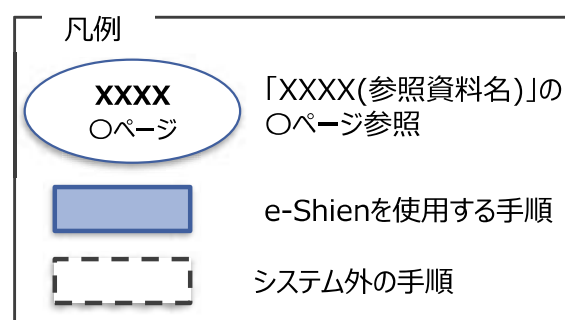 凡例
XXXX
〇ページ
「XXXX(参照資料名)」の
〇ページ参照
e-Shienを使用する手順
システム外の手順